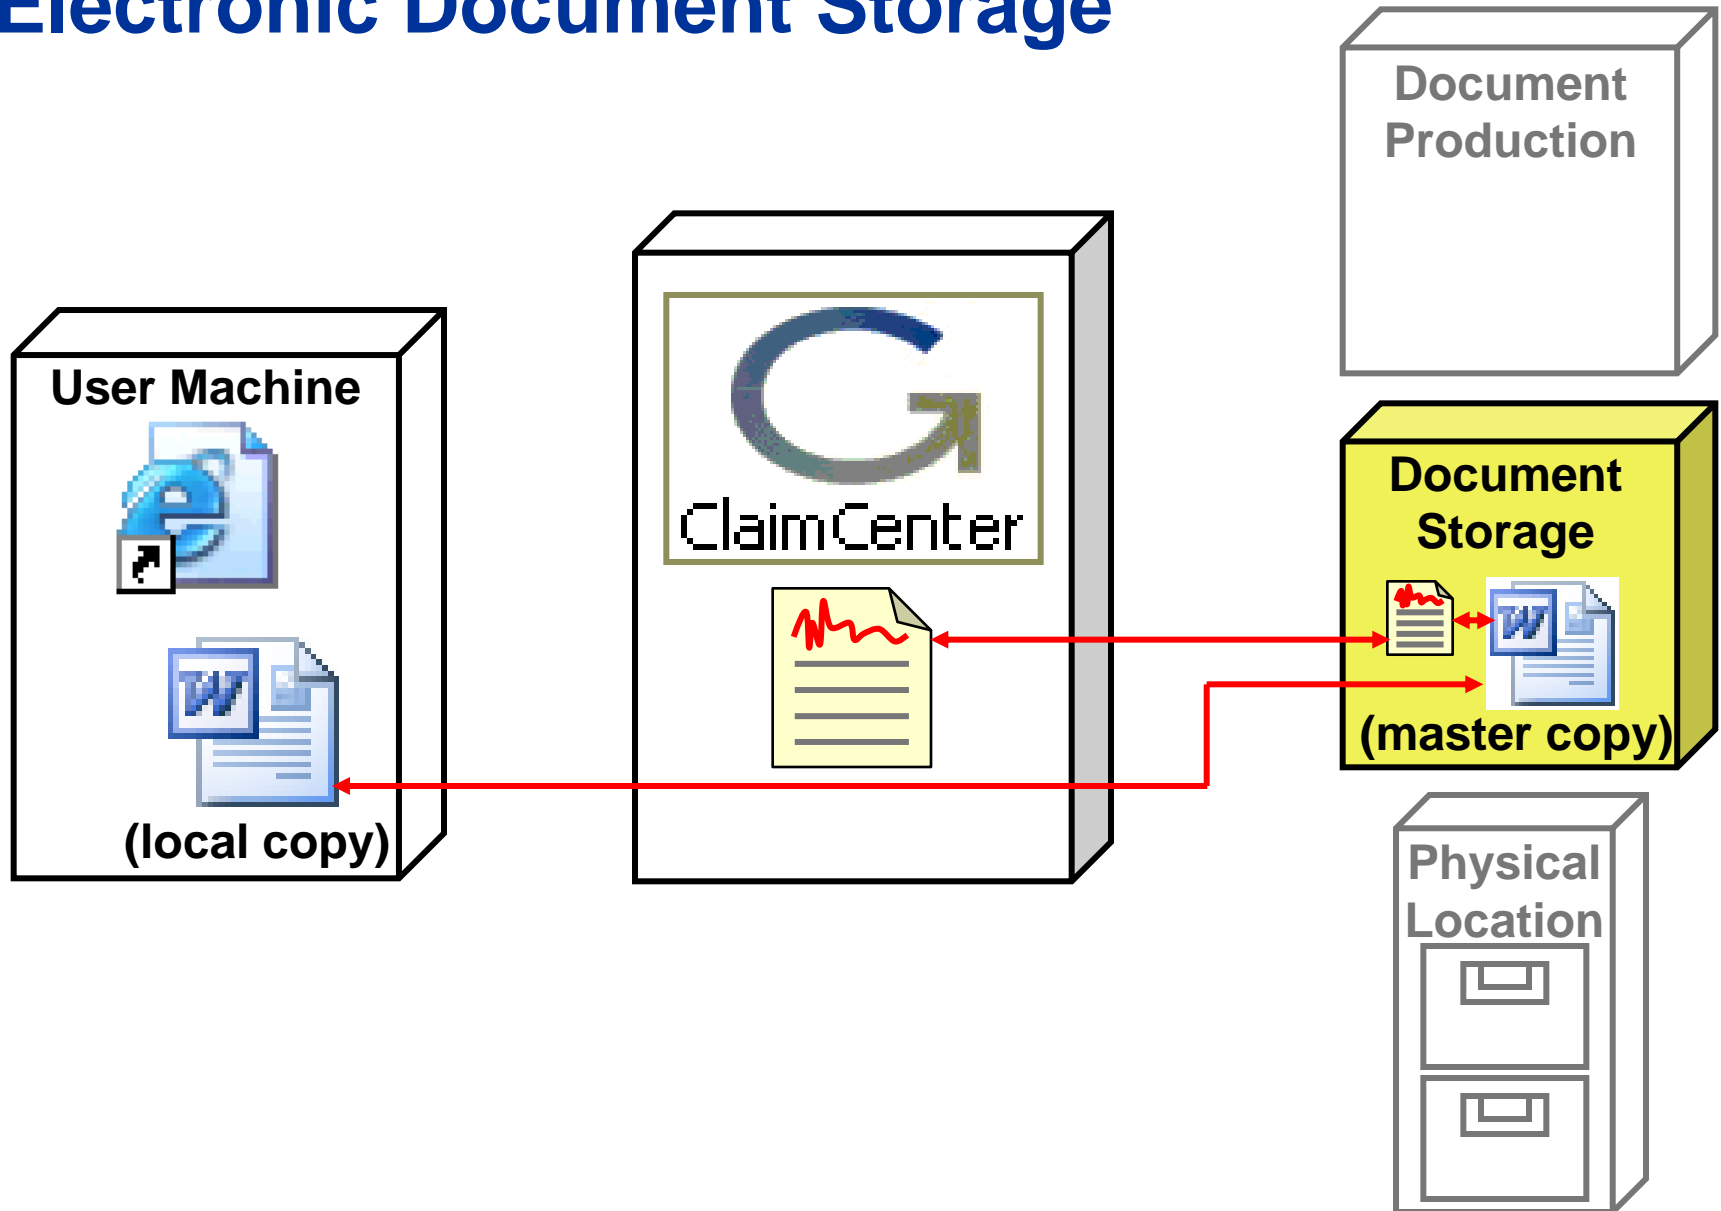 Electronic Document Storage
Document
Production
User Machine
ClaimCenter
Document
Storage
(master copy)
(local copy)
Physical
Location